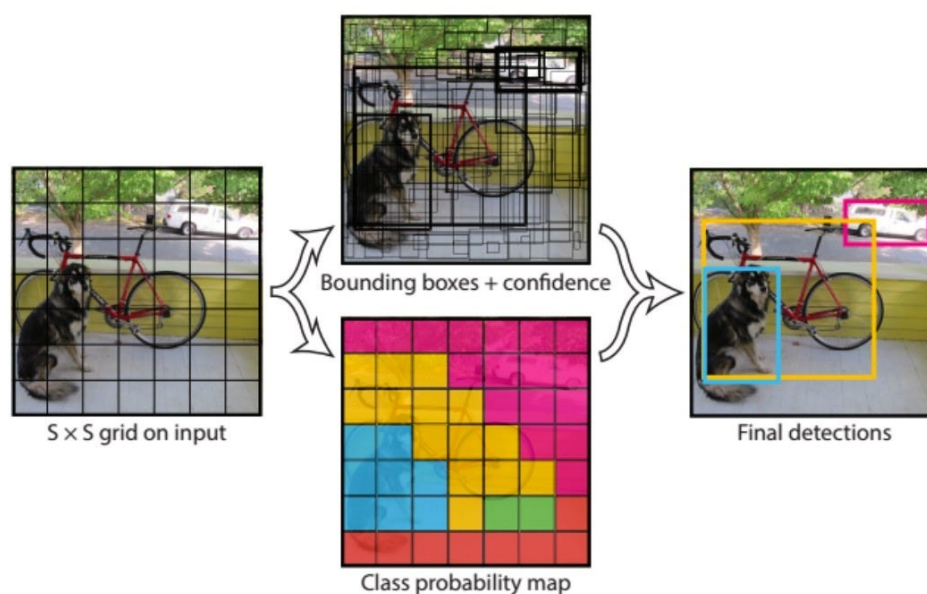 Bounding boxes + confidence
S × S grid on input
Final detections
Class probability map